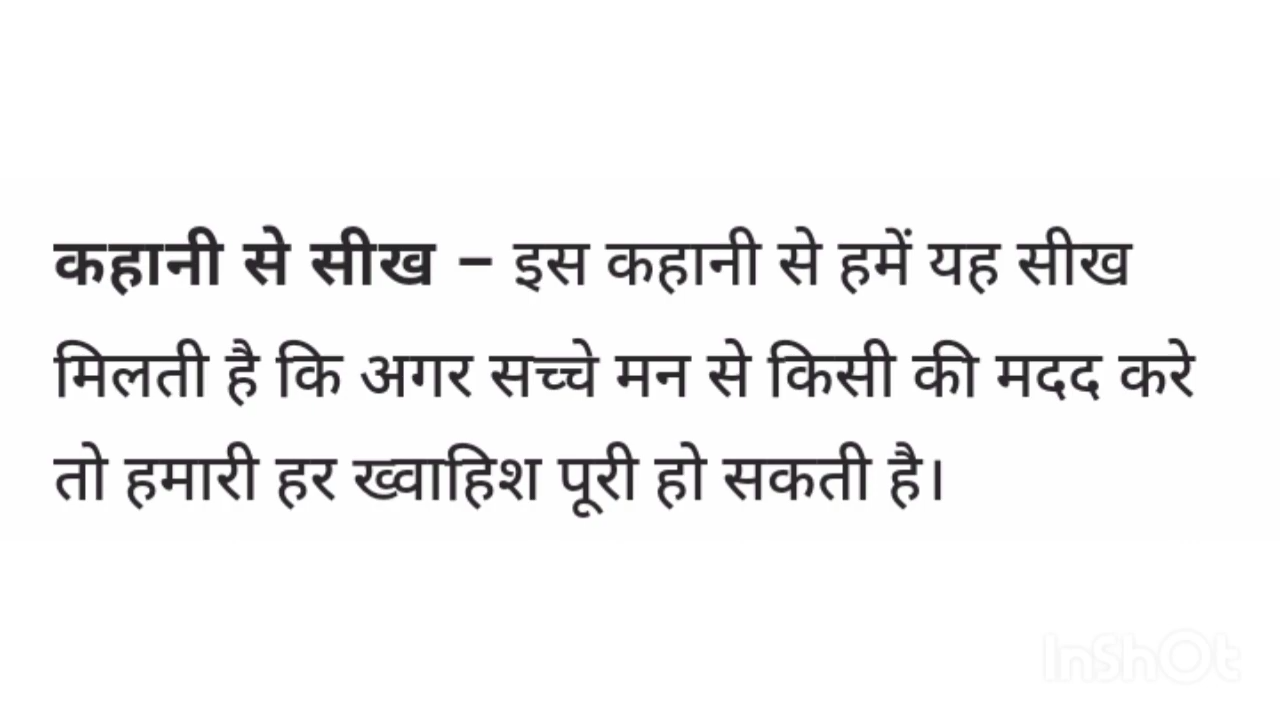 कहानी से सीख – इस कहानी से हमें यह सीख
मिलती है कि अगर सच्चे मन से किसी की मदद करे
तो हमारी हर ख्वाहिश पूरी हो सकती है।
InShOt